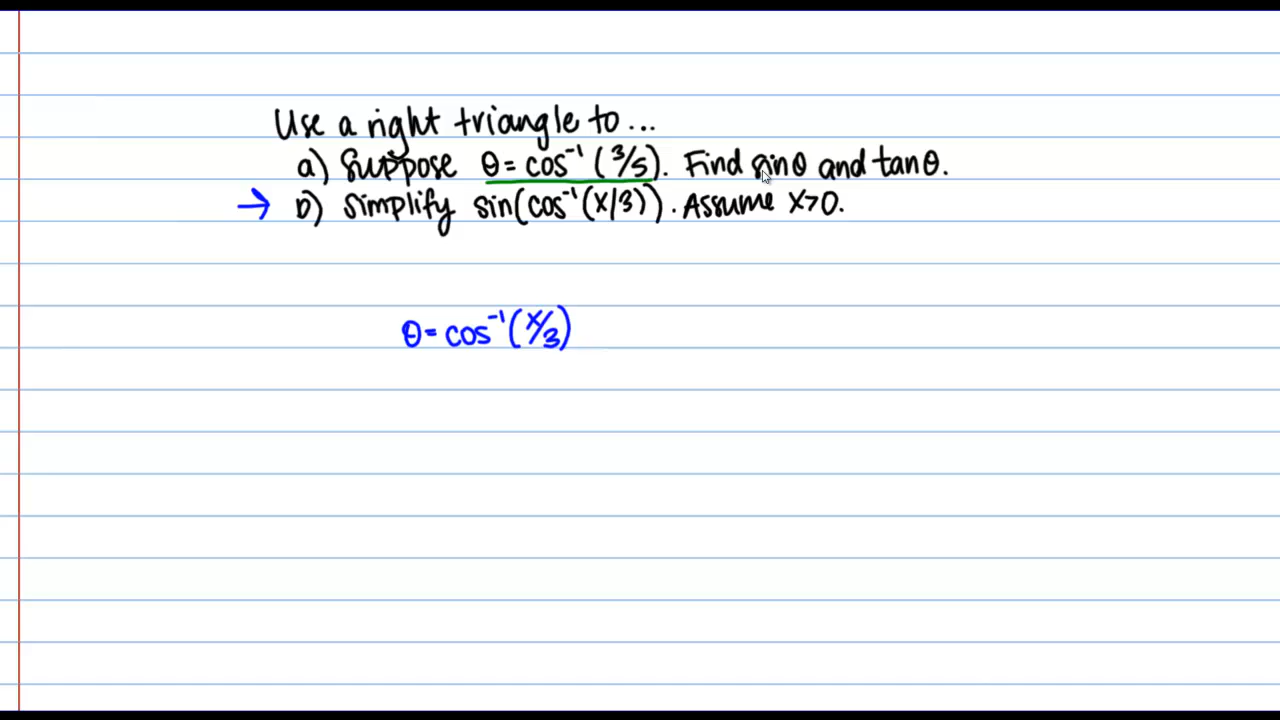 Use a right triangle to...
a) Suppose θ = cos⁻¹ (3/5). Find sinθ and tanθ.
→ b) Simplify sin(cos⁻¹(x/3)). Assume x>0.
θ = cos⁻¹(x/3)